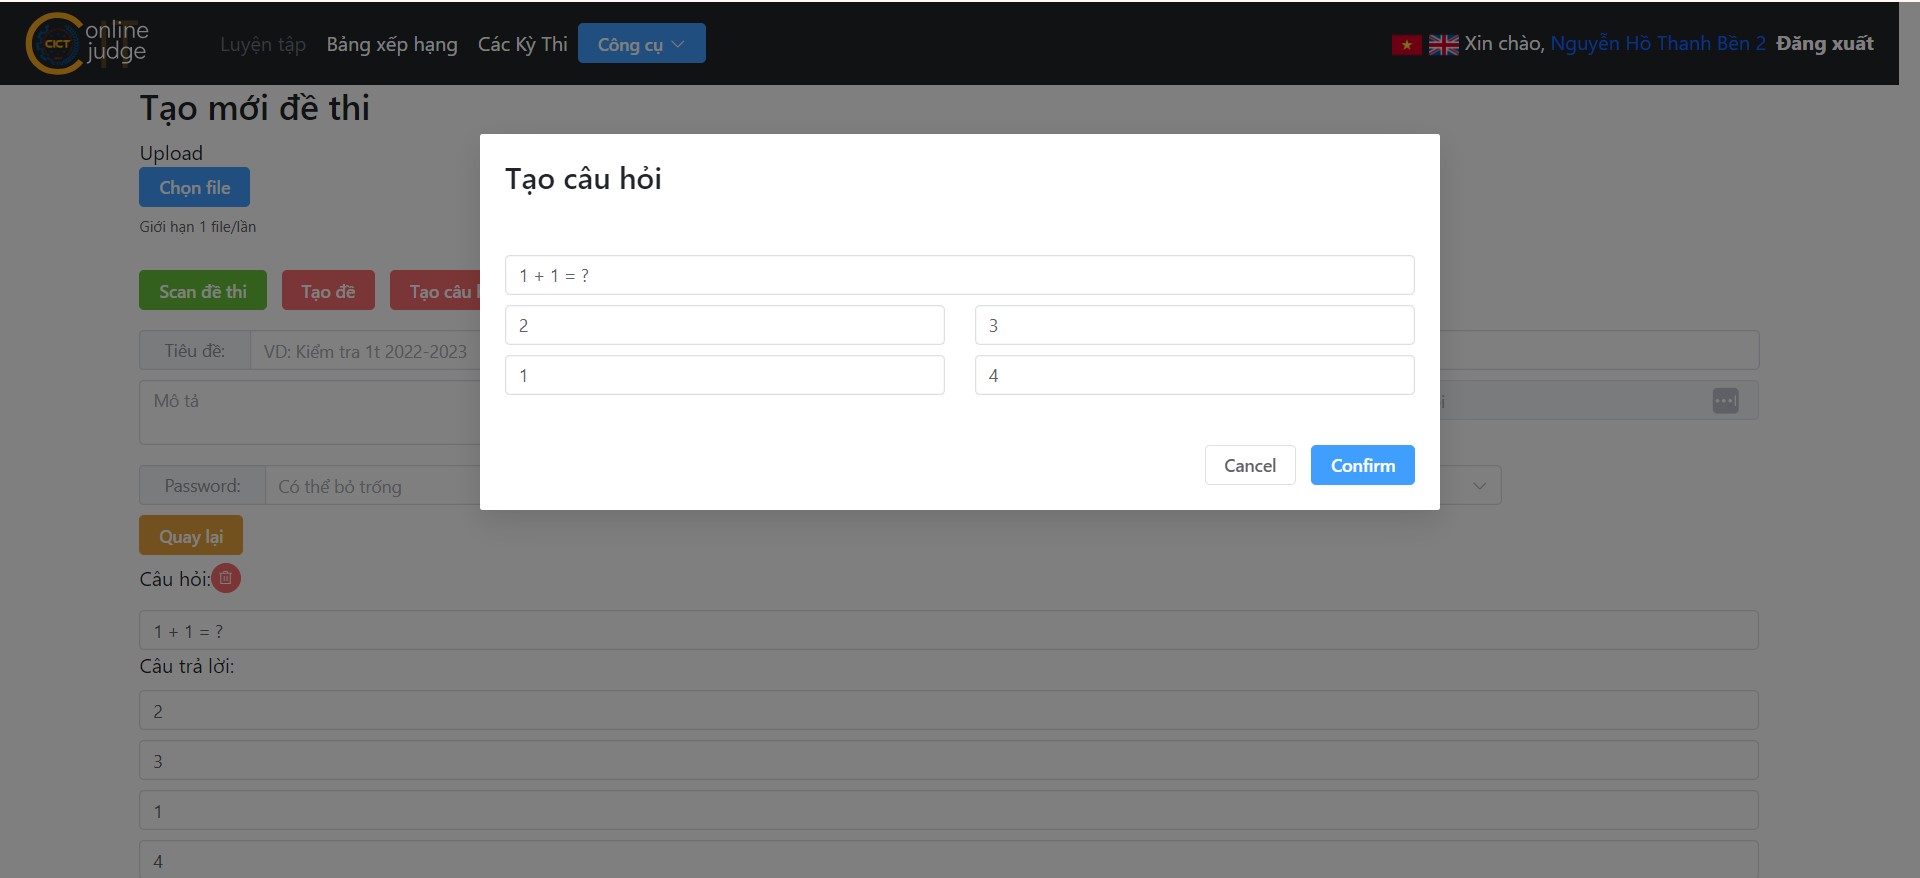 CICT
online
judge
Luyện tập
Bảng xếp hạng
Các Kỳ Thi
Công cụ
Xin chào, Nguyễn Hồ Thanh Bền 2
Đăng xuất
Tạo mới đề thi
Upload
Chọn file
Giới hạn 1 file/lần
Scan đề thi
Tạo đề
Tạo câu
Tiêu đề:
VD: Kiểm tra 1t 2022-2023
Mô tả
Password:
Có thể bỏ trống
Quay lại
Câu hỏi:
1 + 1 = ?
Câu trả lời:
2
3
1
4
Tạo câu hỏi
1 + 1 = ?
2
3
1
4
Cancel
Confirm